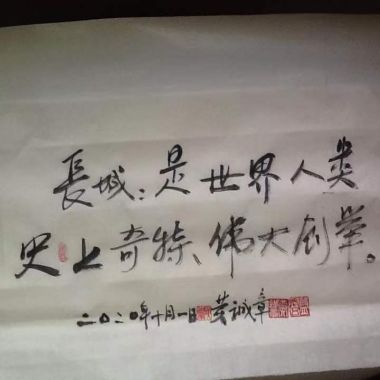 長城：是世界人类
史上奇特、伟大创举。
二〇二〇年十月一日黄诚章